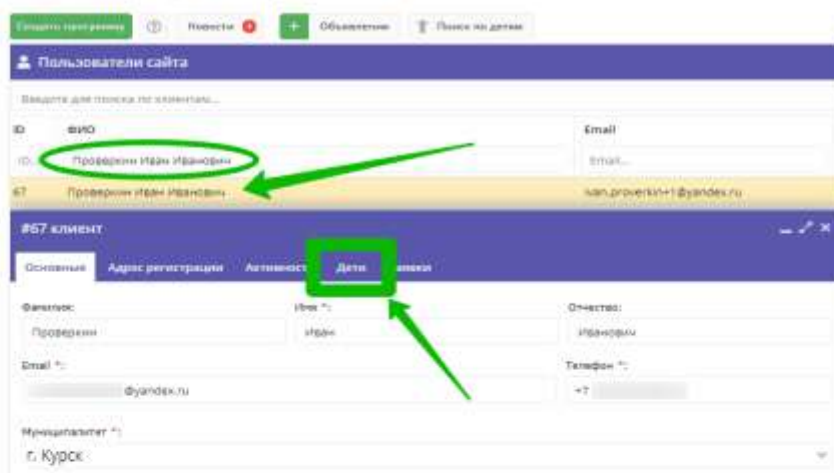 Создать программу Новости + Объявления Поиск по детям
Пользователи сайта
Введите для поиска по клиентам...
ID ФИО Email
ID... Проверкин Иван Иванович Email...
67 Проверкин Иван Иванович ivan.proverkin+1@yandex.ru
#67 клиент
Основные Адрес регистрации Активность Дети
Фамилия: Имя *: Отчество:
Проверкин Иван Иванович
Email *: Телефон *:
@yandex.ru +7
Муниципалитет *:
г. Курск